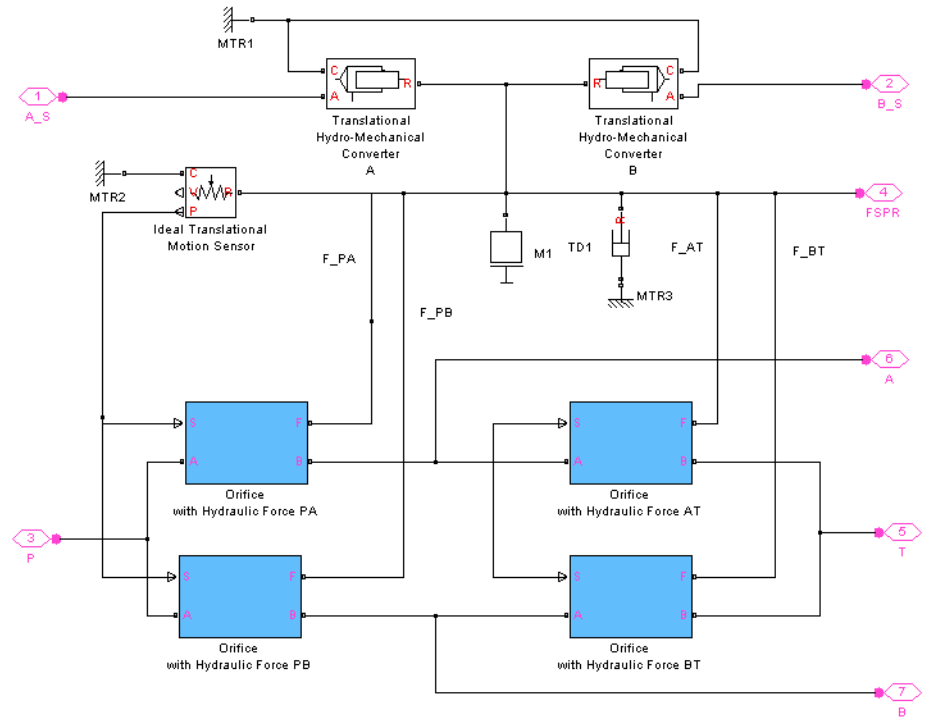 MTR1
C
A
R
Translational
Hydro-Mechanical
Converter
A
R
C
A
Translational
Hydro-Mechanical
Converter
B
1
A_S
2
B_S
MTR2
C
V
P
R
Ideal Translational
Motion Sensor
4
FSPR
F_PA
F_PB
M1
TD1
R
MTR3
F_AT
F_BT
6
A
S
A
F
B
Orifice
with Hydraulic Force PA
S
A
F
B
Orifice
with Hydraulic Force AT
3
P
5
T
S
A
F
B
Orifice
with Hydraulic Force PB
S
A
F
B
Orifice
with Hydraulic Force BT
7
B